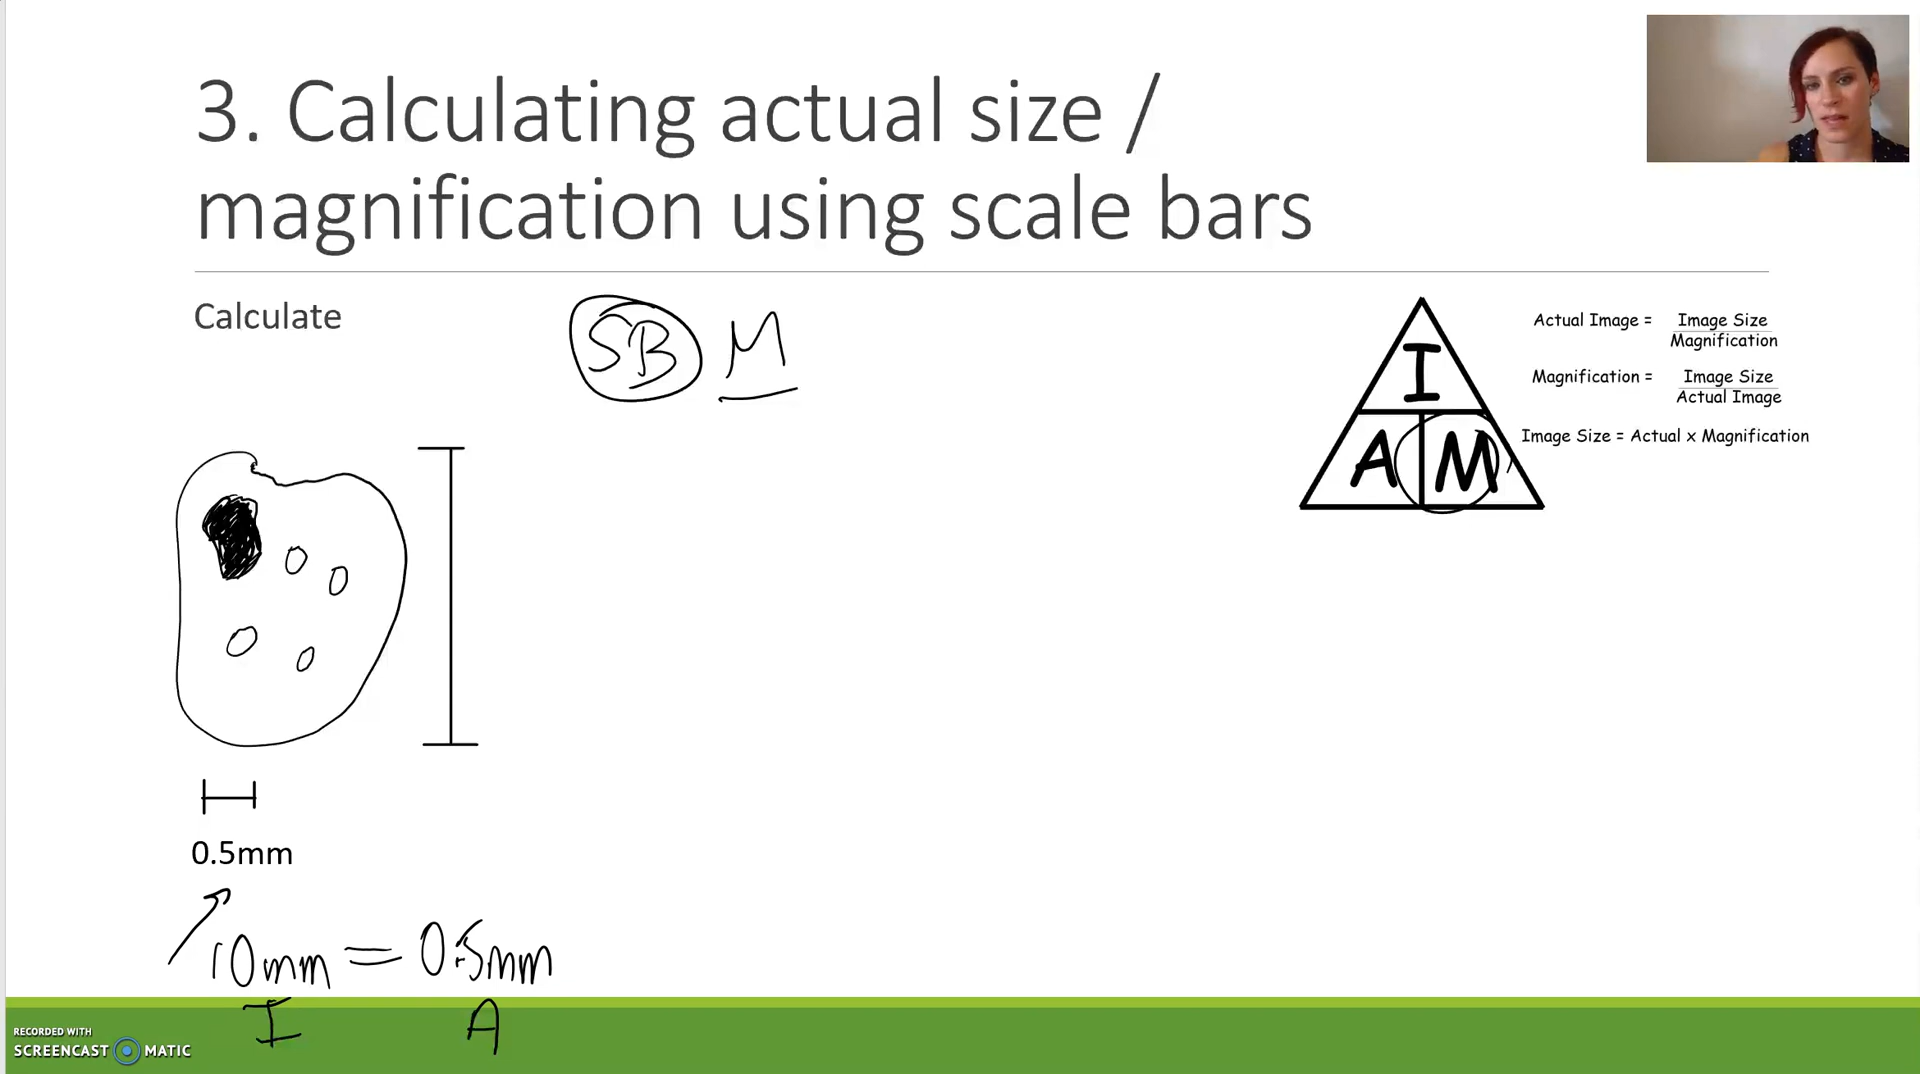 3. Calculating actual size /
magnification using scale bars
Calculate
SB M
I
A M
Actual Image = Image Size
Magnification
Magnification = Image Size
Actual Image
Image Size = Actual x Magnification
0.5mm
10mm = 0.5mm
I A
RECORDED WITH
SCREENCAST MATIC